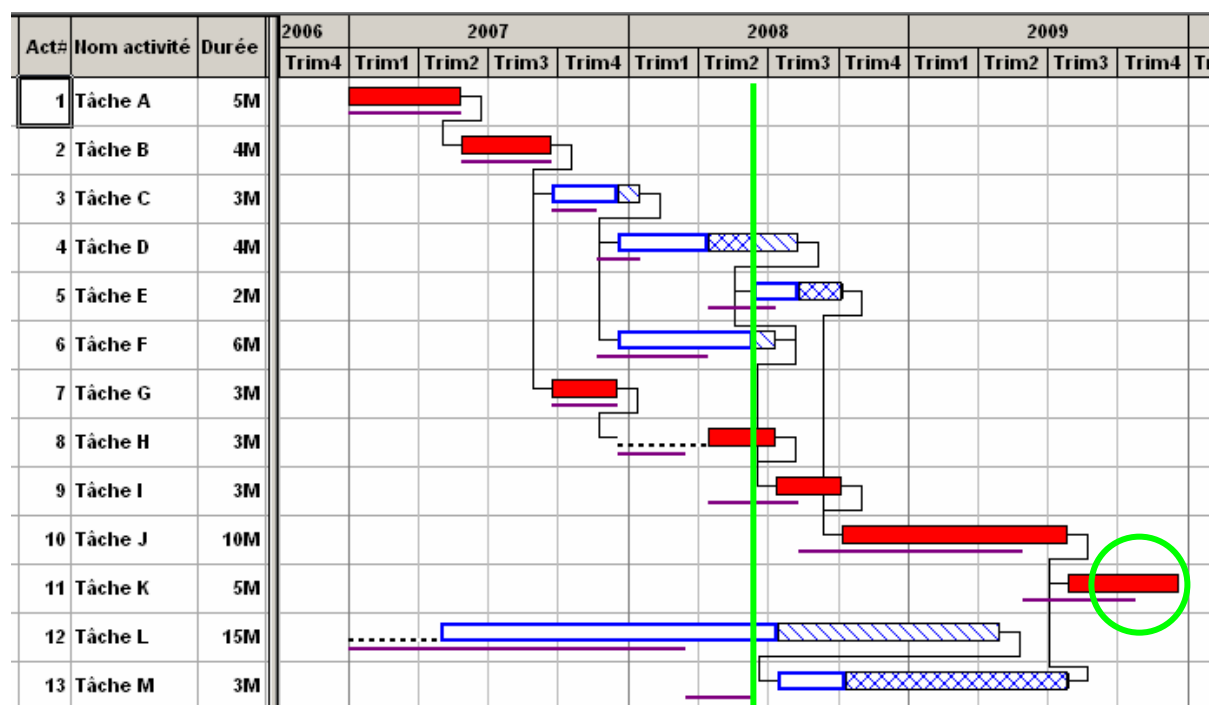 2006 2007 2008 2009
Act# Nom activité Durée
Trim4 Trim1 Trim2 Trim3 Trim4 Trim1 Trim2 Trim3 Trim4 Trim1 Trim2 Trim3 Trim4
1 Tâche A 5M
2 Tâche B 4M
3 Tâche C 3M
4 Tâche D 4M
5 Tâche E 2M
6 Tâche F 6M
7 Tâche G 3M
8 Tâche H 3M
9 Tâche I 3M
10 Tâche J 10M
11 Tâche K 5M
12 Tâche L 15M
13 Tâche M 3M